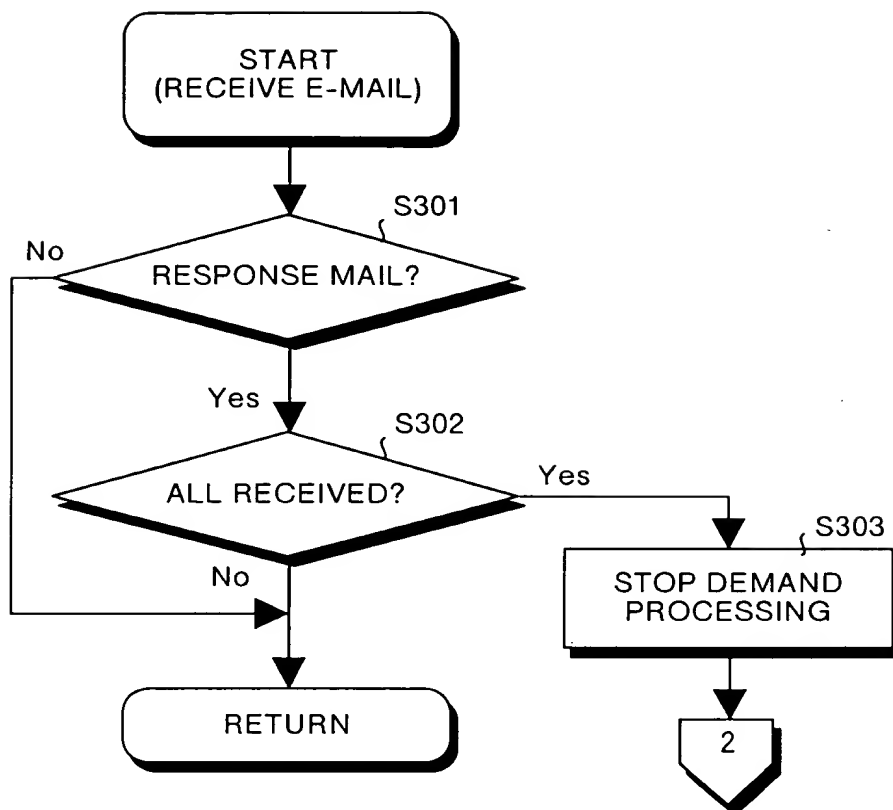 START
(RECEIVE E-MAIL)
S301
No
RESPONSE MAIL?
Yes
S302
ALL RECEIVED?
Yes
S303
No
STOP DEMAND
PROCESSING
RETURN
2